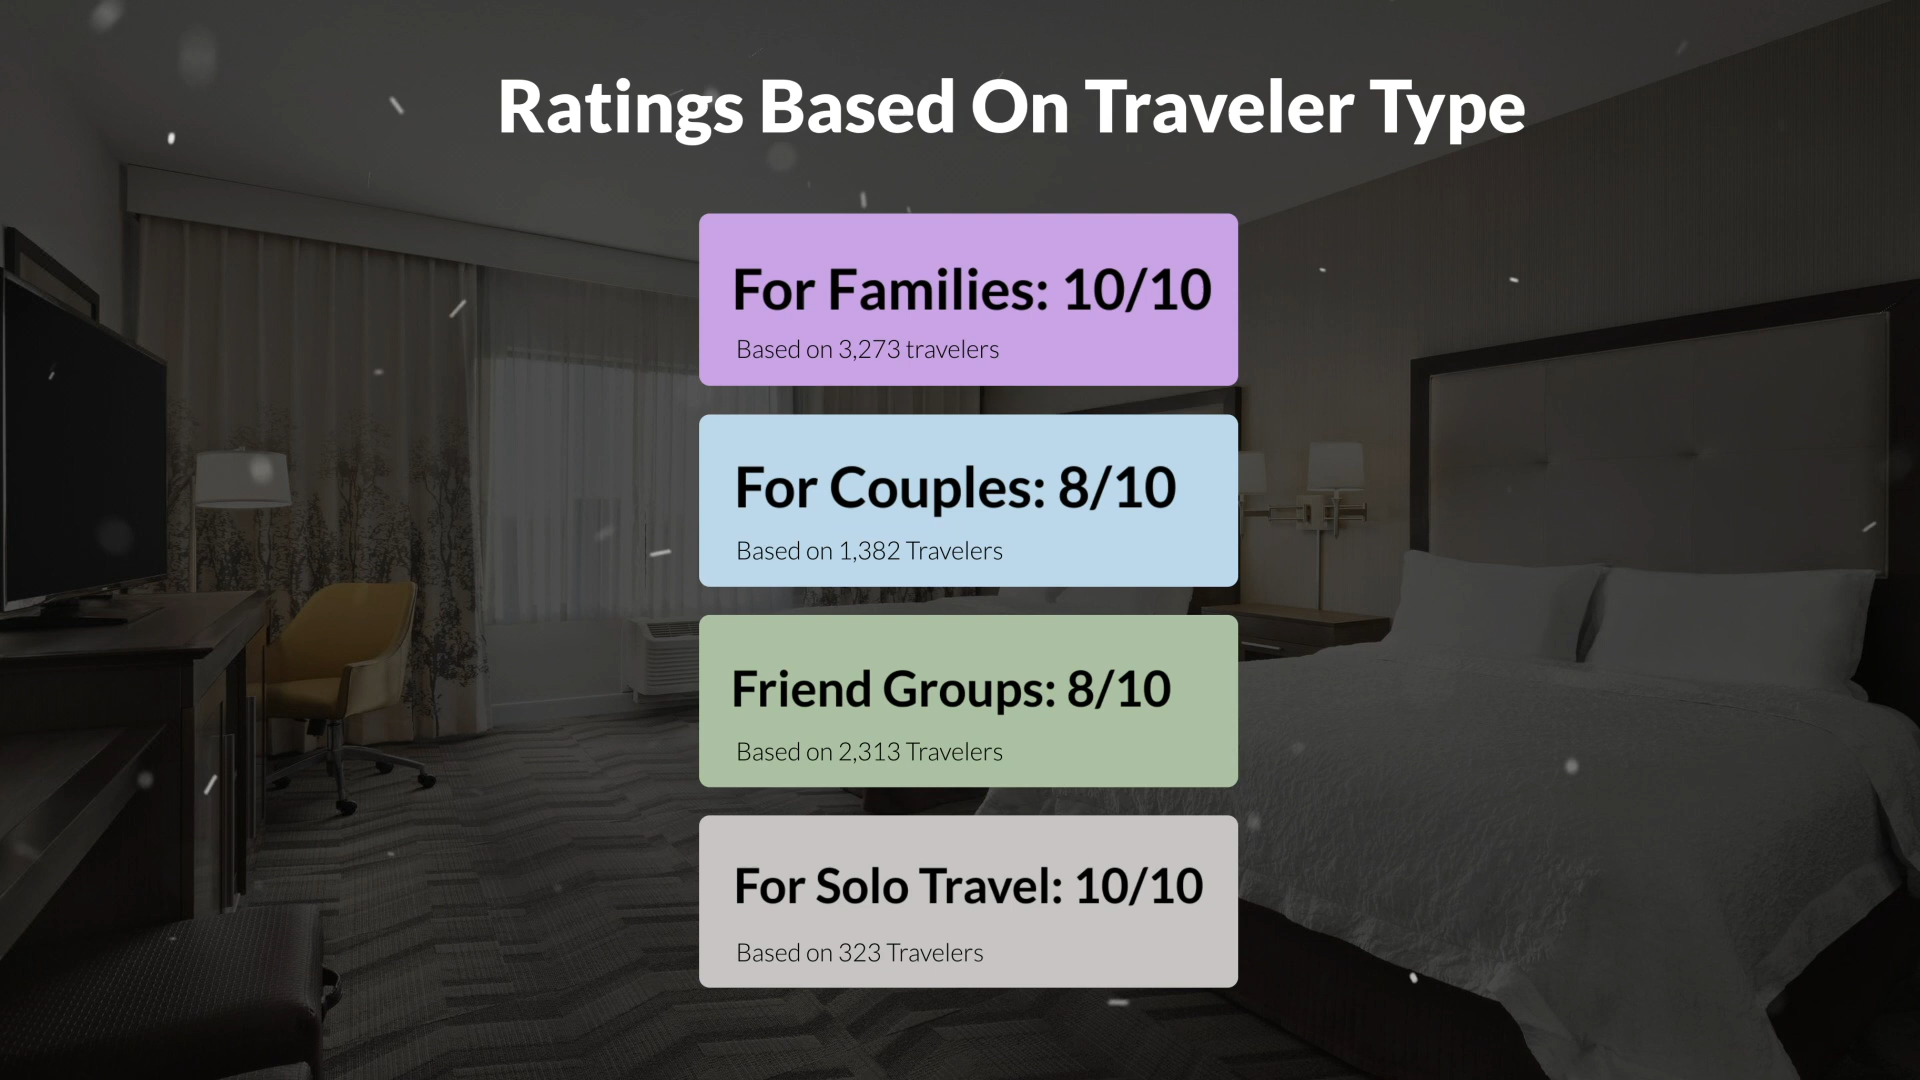 Ratings Based On Traveler Type
For Families: 10/10
Based on 3,273 travelers
For Couples: 8/10
Based on 1,382 Travelers
Friend Groups: 8/10
Based on 2,313 Travelers
For Solo Travel: 10/10
Based on 323 Travelers